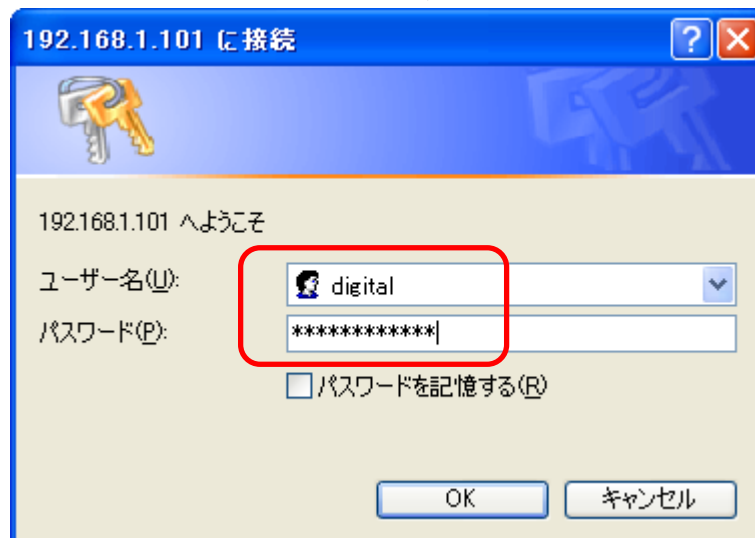 192.168.1.101 に接続
192.168.1.101 へようこそ
ユーザー名(U):
digital
パスワード(P):
************
パスワードを記憶する(R)
OK
キャンセル